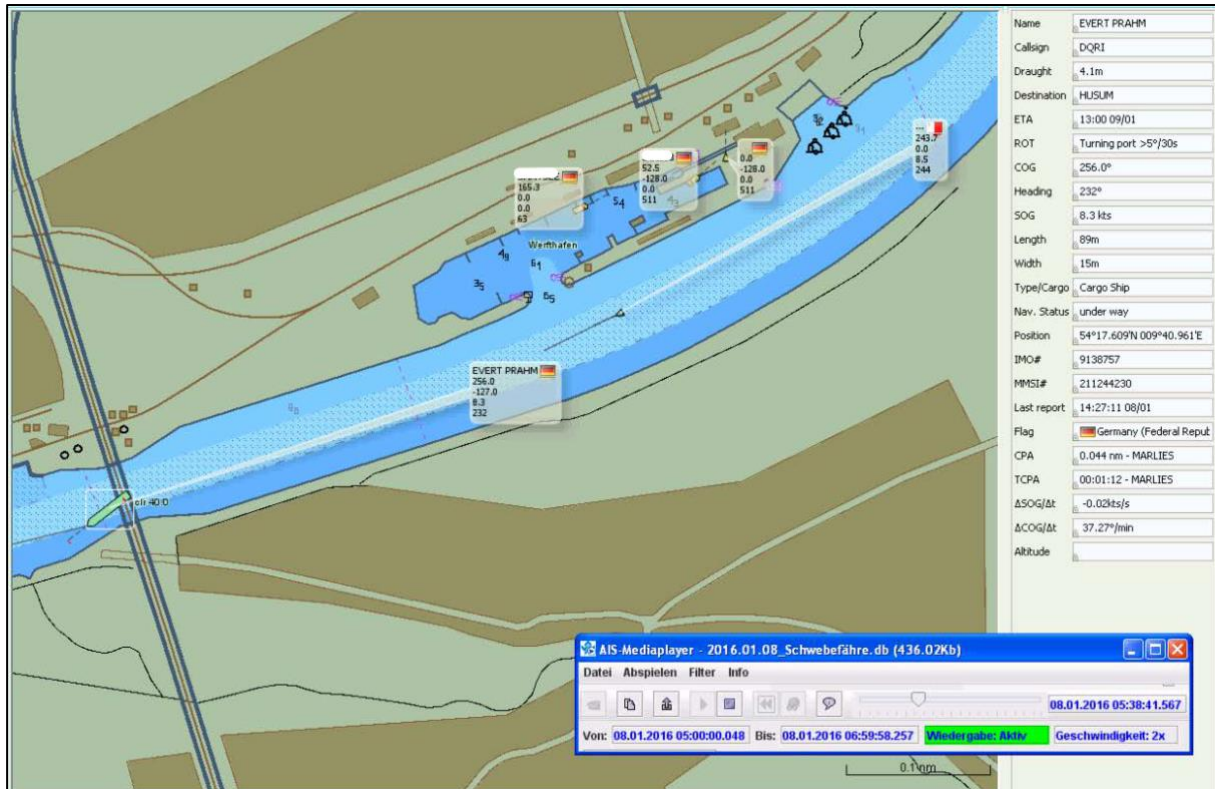 243.7
0.0
8.5
244
52.5
-128.0
0.0
511
0.0
-128.0
0.0
511
165.3
0.0
0.0
63
Werfthafen
EVERT PRAHM
256.0
-127.0
8.3
232
cli 40.0
0.1 nm
Name EVERT PRAHM
Callsign DQRI
Draught 4.1m
Destination HUSUM
ETA 13:00 09/01
ROT Turning port >5°/30s
COG 256.0°
Heading 232°
SOG 8.3 kts
Length 89m
Width 15m
Type/Cargo Cargo Ship
Nav. Status under way
Position 54°17.609'N 009°40.961'E
IMO# 9138757
MMSI# 211244230
Last report 14:27:11 08/01
Flag Germany (Federal Republ
CPA 0.044 nm - MARLIES
TCPA 00:01:12 - MARLIES
ΔSOG/Δt -0.02kts/s
ΔCOG/Δt 37.27°/min
Altitude
AIS-Mediaplayer - 2016.01.08_Schwebefähre.db (436.02Kb)
Datei Abspielen Filter Info
08.01.2016 05:38:41.567
Von: 08.01.2016 05:00:00.048 Bis: 08.01.2016 06:59:58.257 Wiedergabe: Aktiv Geschwindigkeit: 2x